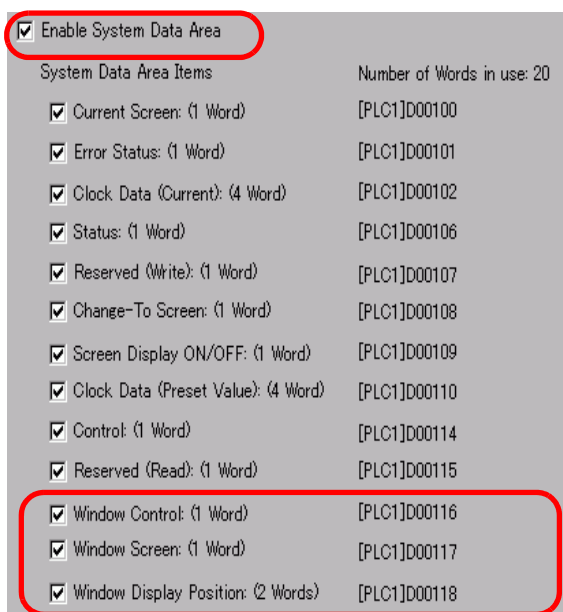 Enable System Data Area
System Data Area Items Number of Words in use: 20
Current Screen: (1 Word) [PLC1]D00100
Error Status: (1 Word) [PLC1]D00101
Clock Data (Current): (4 Word) [PLC1]D00102
Status: (1 Word) [PLC1]D00106
Reserved (Write): (1 Word) [PLC1]D00107
Change-To Screen: (1 Word) [PLC1]D00108
Screen Display ON/OFF: (1 Word) [PLC1]D00109
Clock Data (Preset Value): (4 Word) [PLC1]D00110
Control: (1 Word) [PLC1]D00114
Reserved (Read): (1 Word) [PLC1]D00115
Window Control: (1 Word) [PLC1]D00116
Window Screen: (1 Word) [PLC1]D00117
Window Display Position: (2 Words) [PLC1]D00118